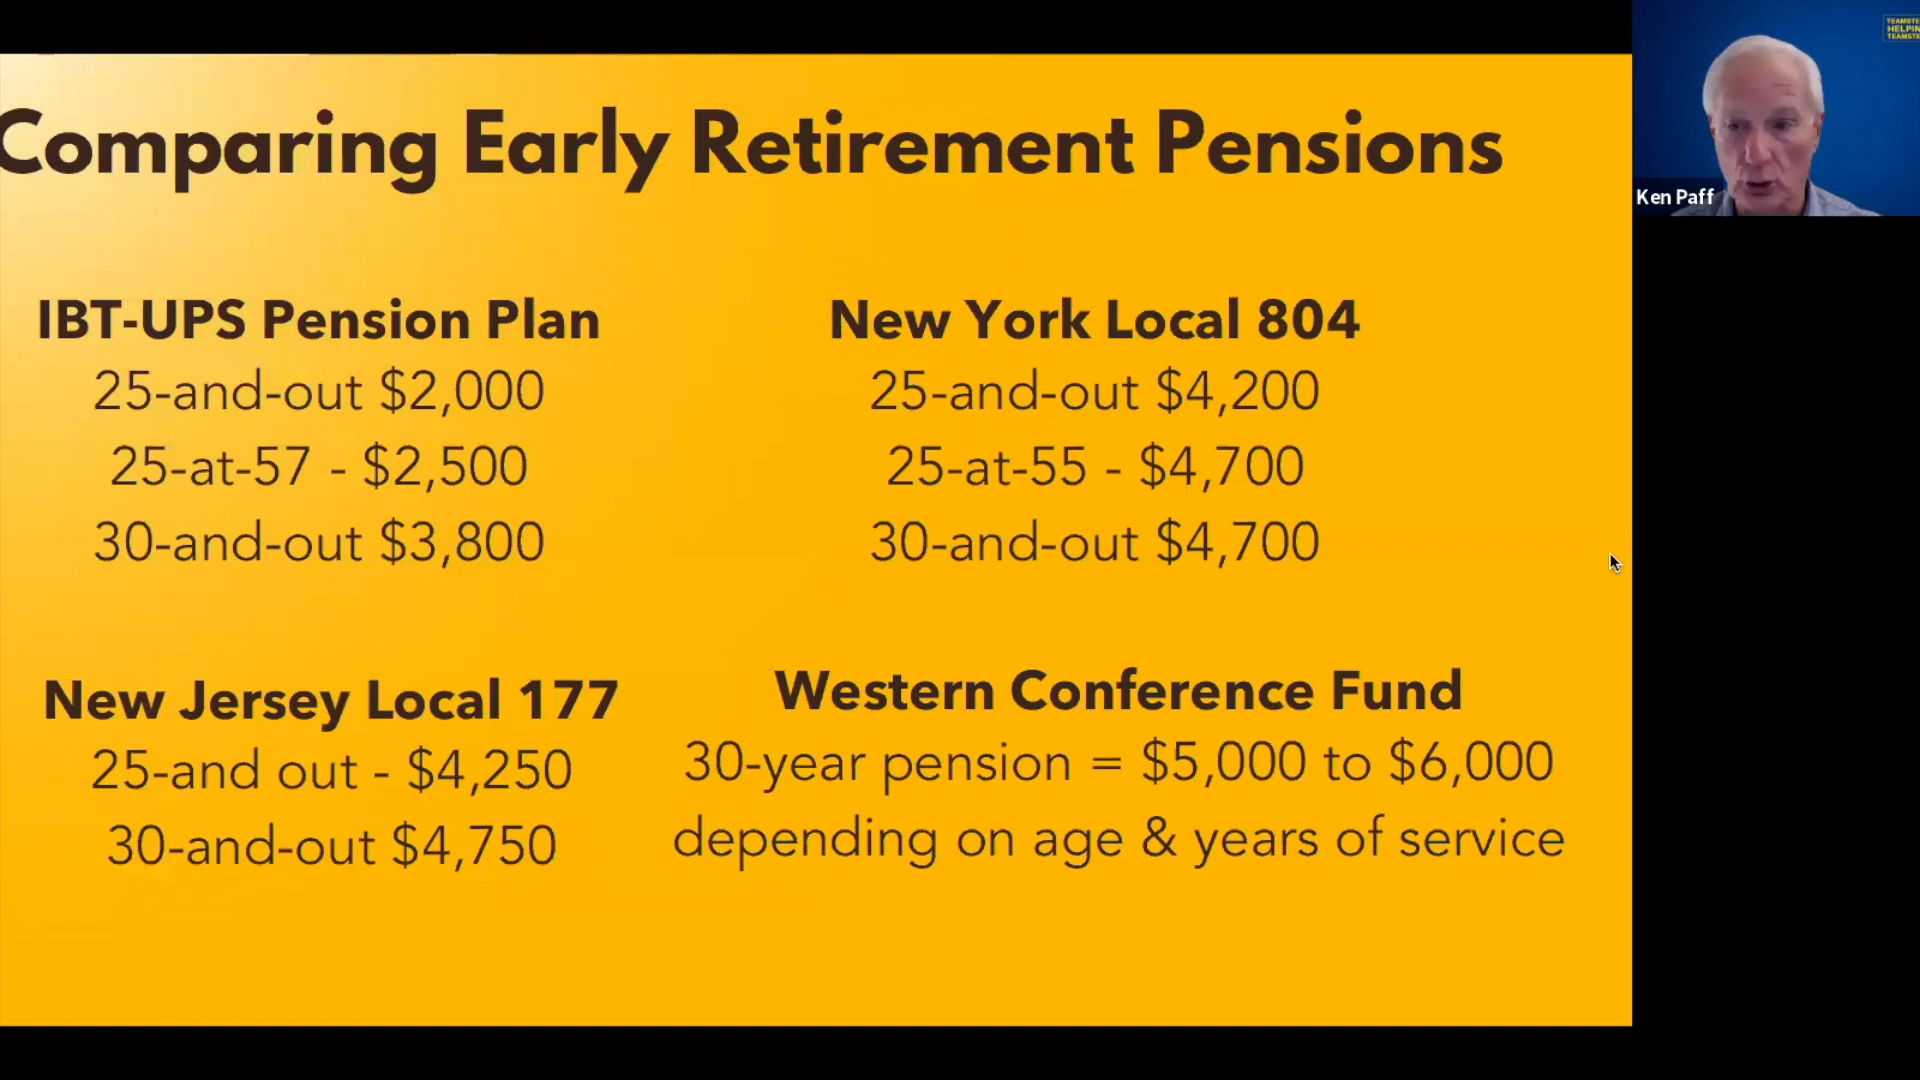 Comparing Early Retirement Pensions
IBT-UPS Pension Plan
25-and-out $2,000
25-at-57 - $2,500
30-and-out $3,800
New York Local 804
25-and-out $4,200
25-at-55 - $4,700
30-and-out $4,700
New Jersey Local 177
25-and out - $4,250
30-and-out $4,750
Western Conference Fund
30-year pension = $5,000 to $6,000
depending on age & years of service
Ken Paff